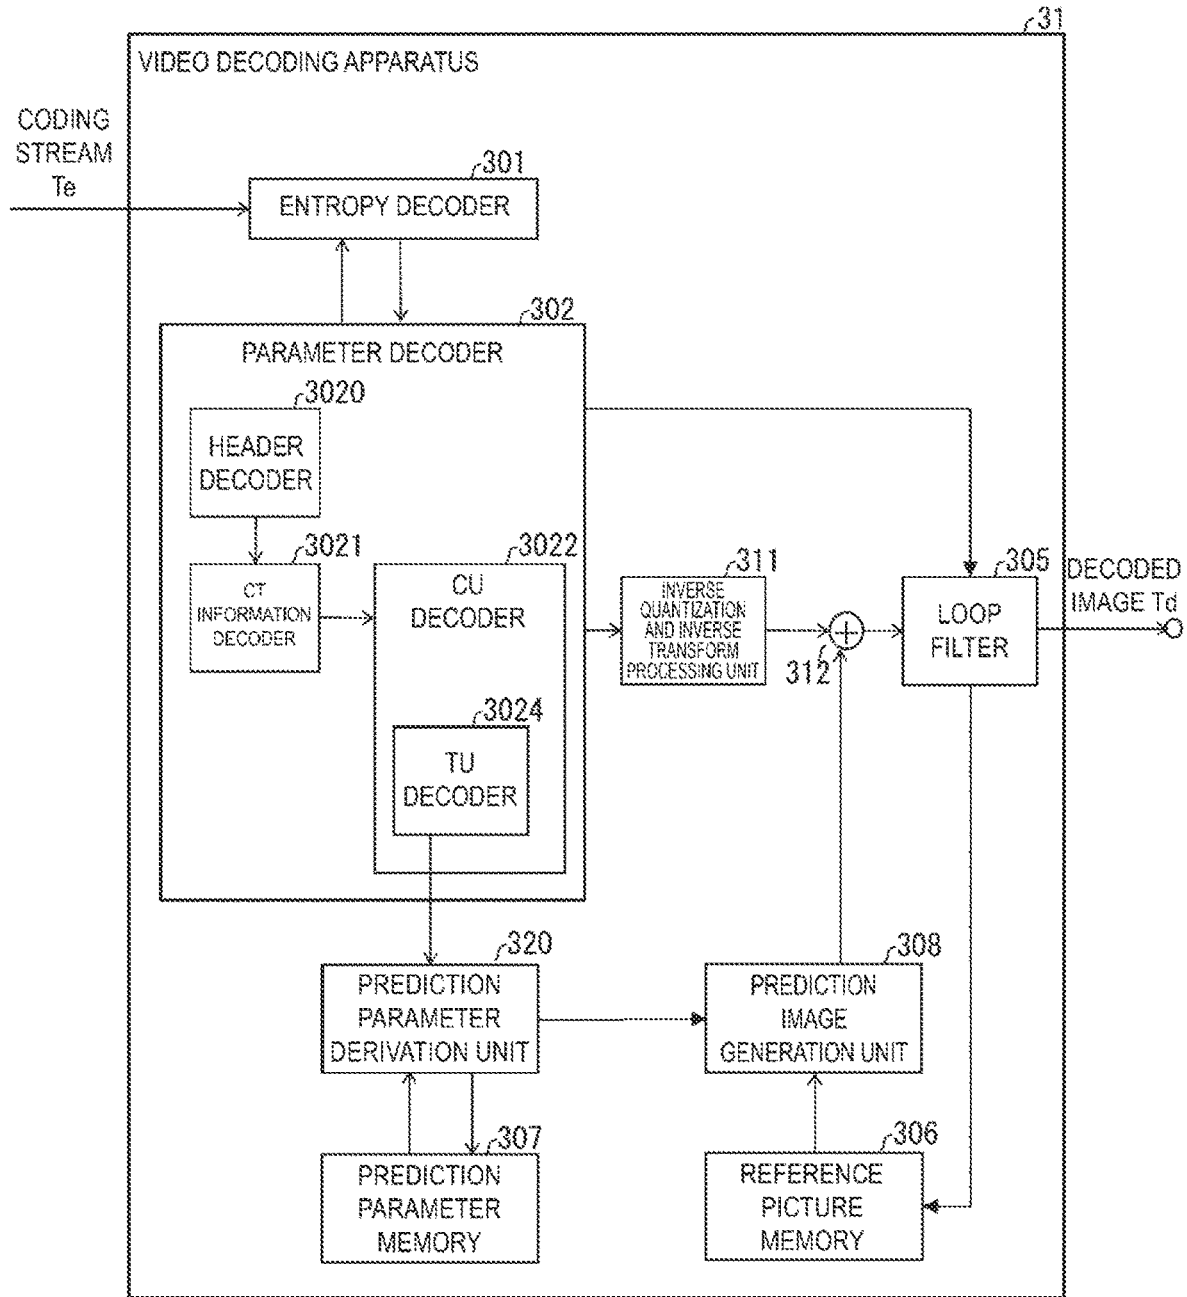 31
VIDEO DECODING APPARATUS
CODING
STREAM
Te
301
ENTROPY DECODER
302
PARAMETER DECODER
3020
HEADER
DECODER
3021
CT
INFORMATION
DECODER
3022
CU
DECODER
3024
TU
DECODER
311
INVERSE
QUANTIZATION
AND INVERSE
TRANSFORM
PROCESSING UNIT
312
305
LOOP
FILTER
DECODED
IMAGE Td
320
PREDICTION
PARAMETER
DERIVATION UNIT
308
PREDICTION
IMAGE
GENERATION UNIT
307
PREDICTION
PARAMETER
MEMORY
306
REFERENCE
PICTURE
MEMORY